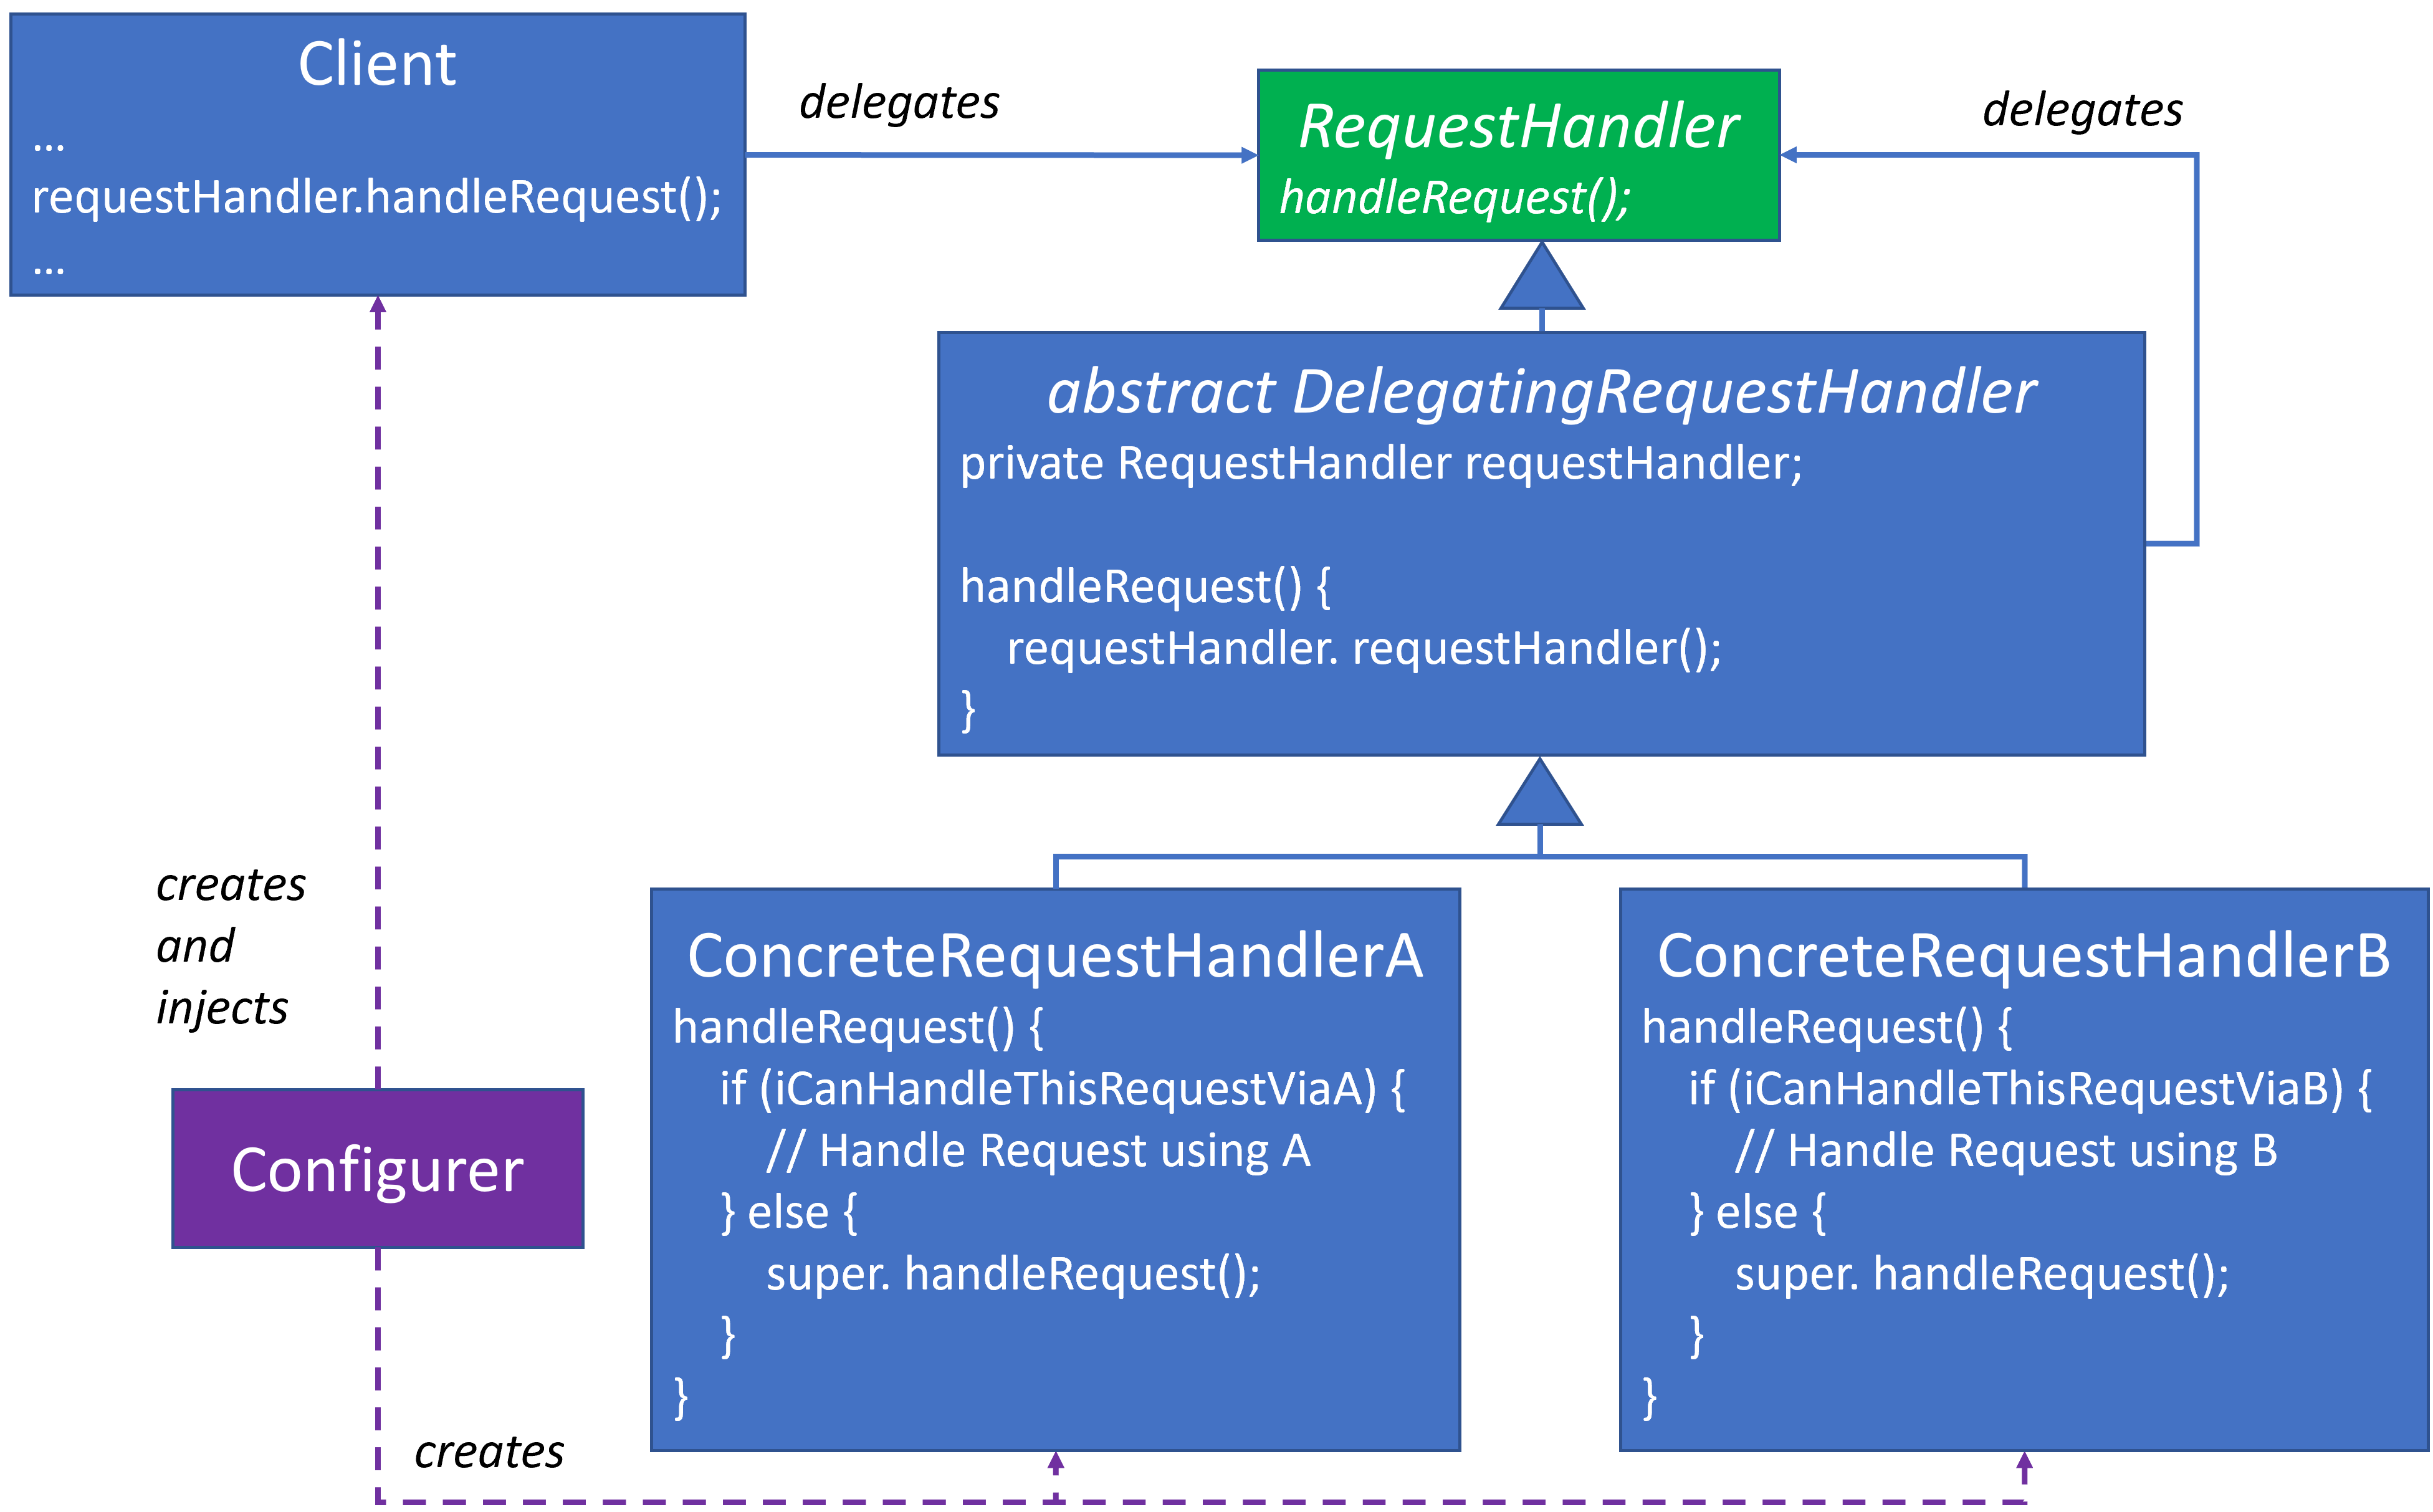 Client
...
requestHandler.handleRequest();
...
delegates
RequestHandler
handleRequest();
delegates
abstract DelegatingRequestHandler
private RequestHandler requestHandler;
handleRequest() {
requestHandler. requestHandler();
}
creates
and
injects
Configurer
creates
ConcreteRequestHandlerA
handleRequest() {
if (iCanHandleThisRequestViaA) {
// Handle Request using A
} else {
super. handleRequest();
}
}
ConcreteRequestHandlerB
handleRequest() {
if (iCanHandleThisRequestViaB) {
// Handle Request using B
} else {
super. handleRequest();
}
}